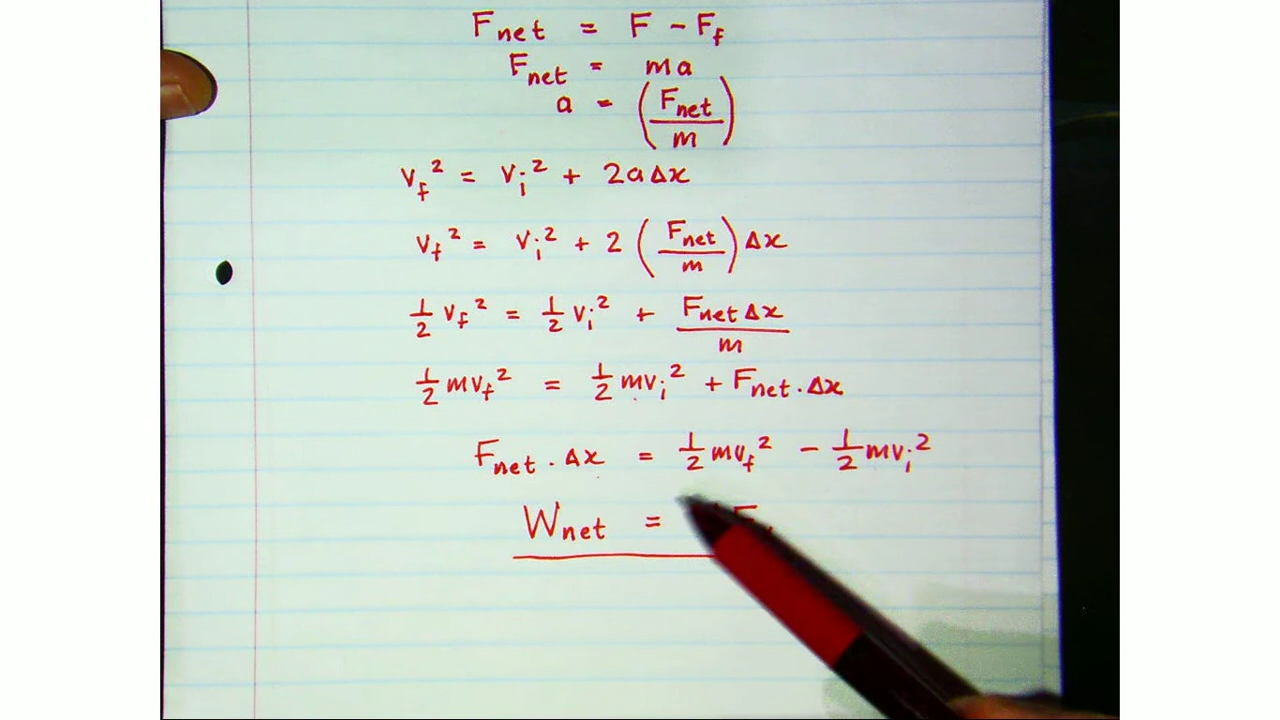 Fnet = F - Ff
Fnet = ma
a = (Fnet/m)
vf² = vi² + 2aΔx
vf² = vi² + 2(Fnet/m)Δx
½vf² = ½vi² + FnetΔx/m
½mvf² = ½mvi² + Fnet·Δx
Fnet·Δx = ½mvf² - ½mvi²
Wnet =